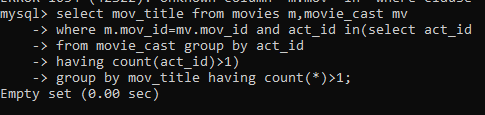 mysql> select mov_title from movies m,movie_cast mv
    -> where m.mov_id=mv.mov_id and act_id in(select act_id
    -> from movie_cast group by act_id
    -> having count(act_id)>1)
    -> group by mov_title having count(*)>1;
Empty set (0.00 sec)